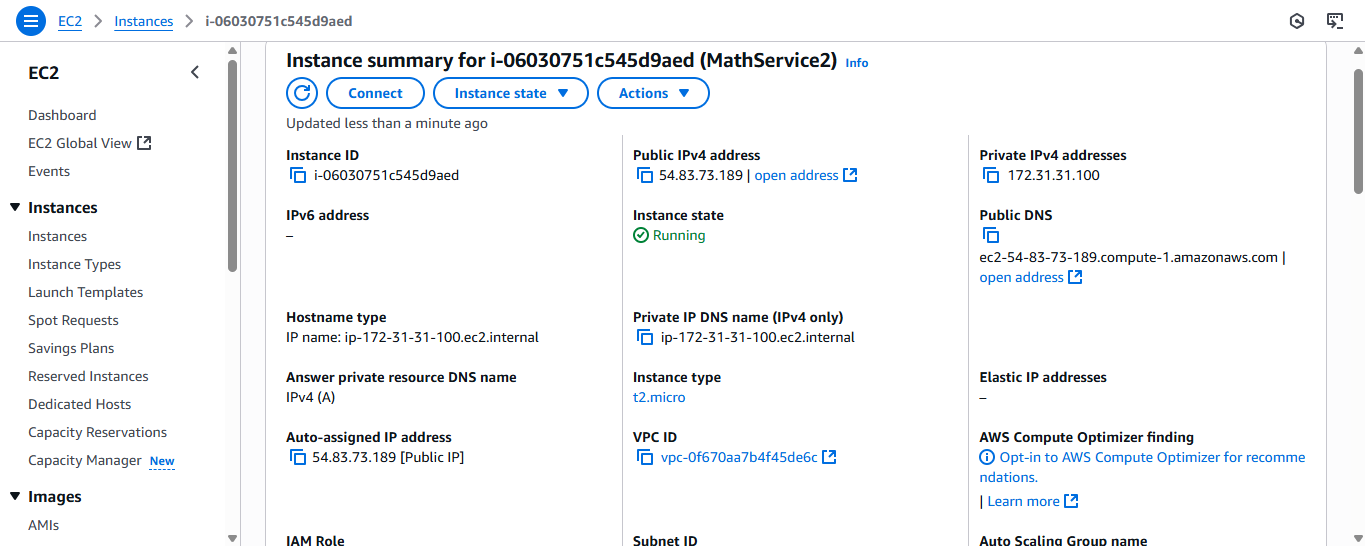 EC2 > Instances > i-06030751c545d9aed
EC2
Dashboard
EC2 Global View
Events
Instances
Instances
Instance Types
Launch Templates
Spot Requests
Savings Plans
Reserved Instances
Dedicated Hosts
Capacity Reservations
Capacity Manager New
Images
AMIs
Instance summary for i-06030751c545d9aed (MathService2) Info
Connect
Instance state
Actions
Updated less than a minute ago
Instance ID
i-06030751c545d9aed
Public IPv4 address
54.83.73.189 | open address
Private IPv4 addresses
172.31.31.100
IPv6 address
–
Instance state
Running
Public DNS
ec2-54-83-73-189.compute-1.amazonaws.com |
open address
Hostname type
IP name: ip-172-31-31-100.ec2.internal
Private IP DNS name (IPv4 only)
ip-172-31-31-100.ec2.internal
Answer private resource DNS name
IPv4 (A)
Instance type
t2.micro
Elastic IP addresses
–
Auto-assigned IP address
54.83.73.189 [Public IP]
VPC ID
vpc-0f670aa7b4f45de6c
AWS Compute Optimizer finding
Opt-in to AWS Compute Optimizer for recomme
ndations.
| Learn more
IAM Role
Subnet ID
Auto Scaling Group name